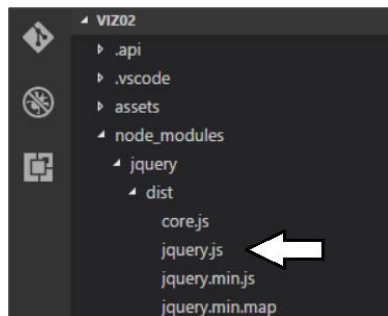 VIZ02
.api
.vscode
assets
node_modules
jquery
dist
core.js
jquery.js
jquery.min.js
jquery.min.map